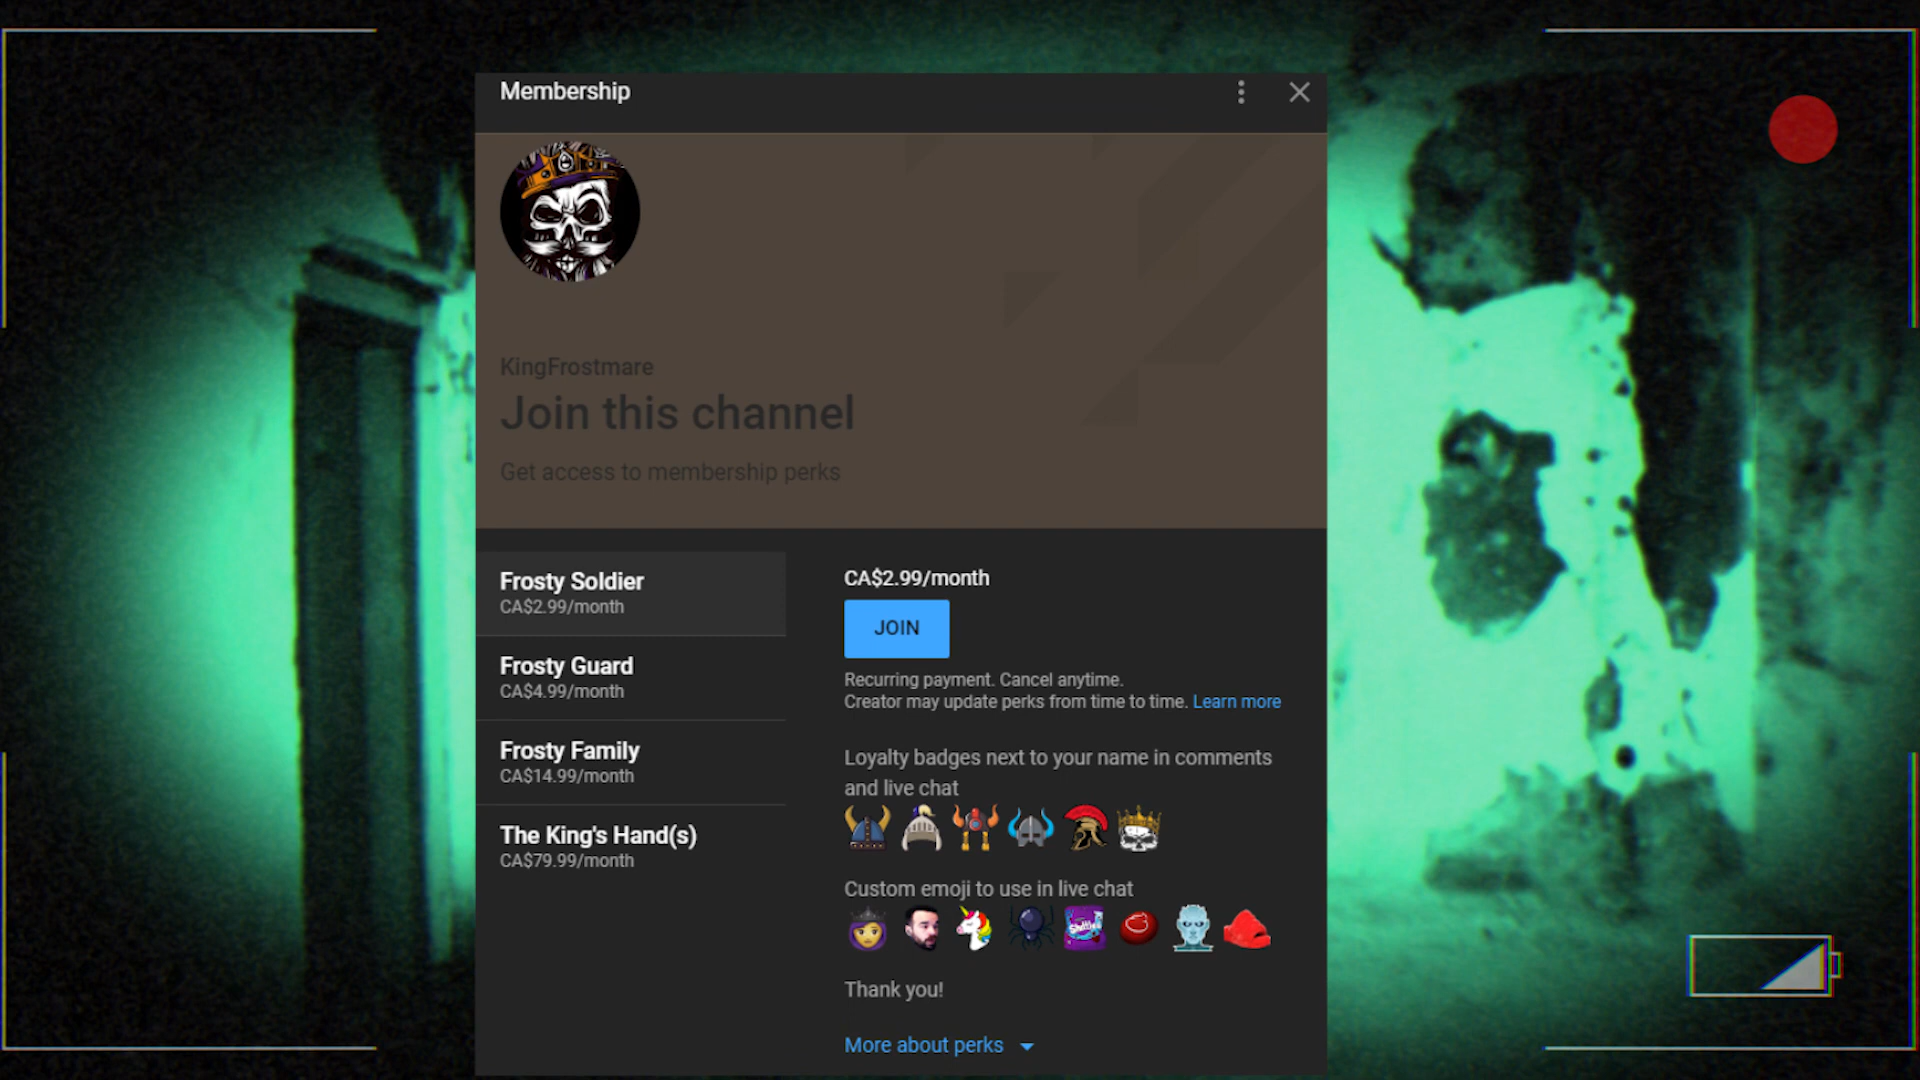 Membership
KingFrostmare
Join this channel
Get access to membership perks
Frosty Soldier
CA$2.99/month
Frosty Guard
CA$4.99/month
Frosty Family
CA$14.99/month
The King's Hand(s)
CA$79.99/month
CA$2.99/month
JOIN
Recurring payment. Cancel anytime.
Creator may update perks from time to time. Learn more
Loyalty badges next to your name in comments
and live chat
Custom emoji to use in live chat
Thank you!
More about perks